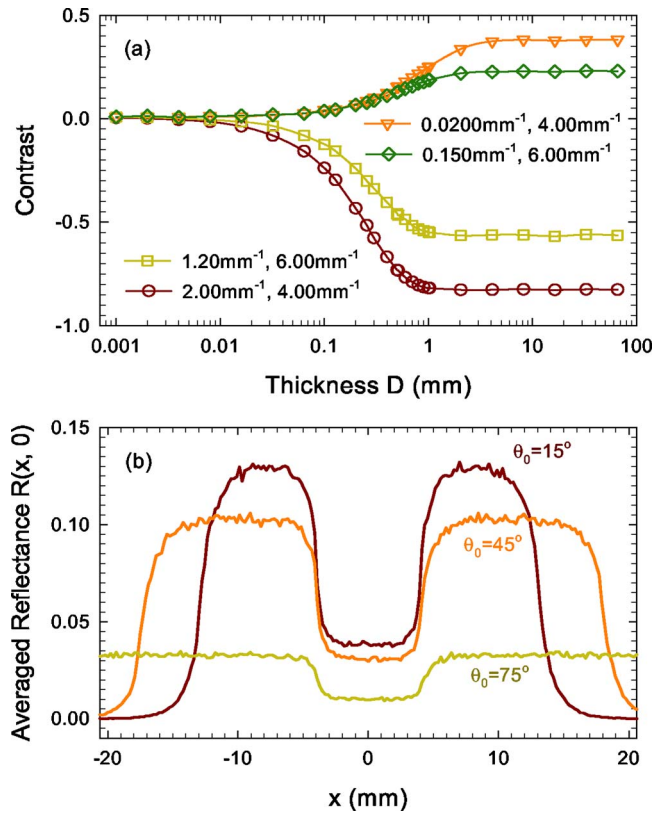 (a)
0.5
0.0
-0.5
-1.0
Contrast
0.0200mm⁻¹, 4.00mm⁻¹
0.150mm⁻¹, 6.00mm⁻¹
1.20mm⁻¹, 6.00mm⁻¹
2.00mm⁻¹, 4.00mm⁻¹
0.001 0.01 0.1 1 10 100
Thickness D (mm)
(b)
0.15
0.10
0.05
0.00
Averaged Reflectance R(x, 0)
θ₀=15°
θ₀=45°
θ₀=75°
-20 -10 0 10 20
x (mm)